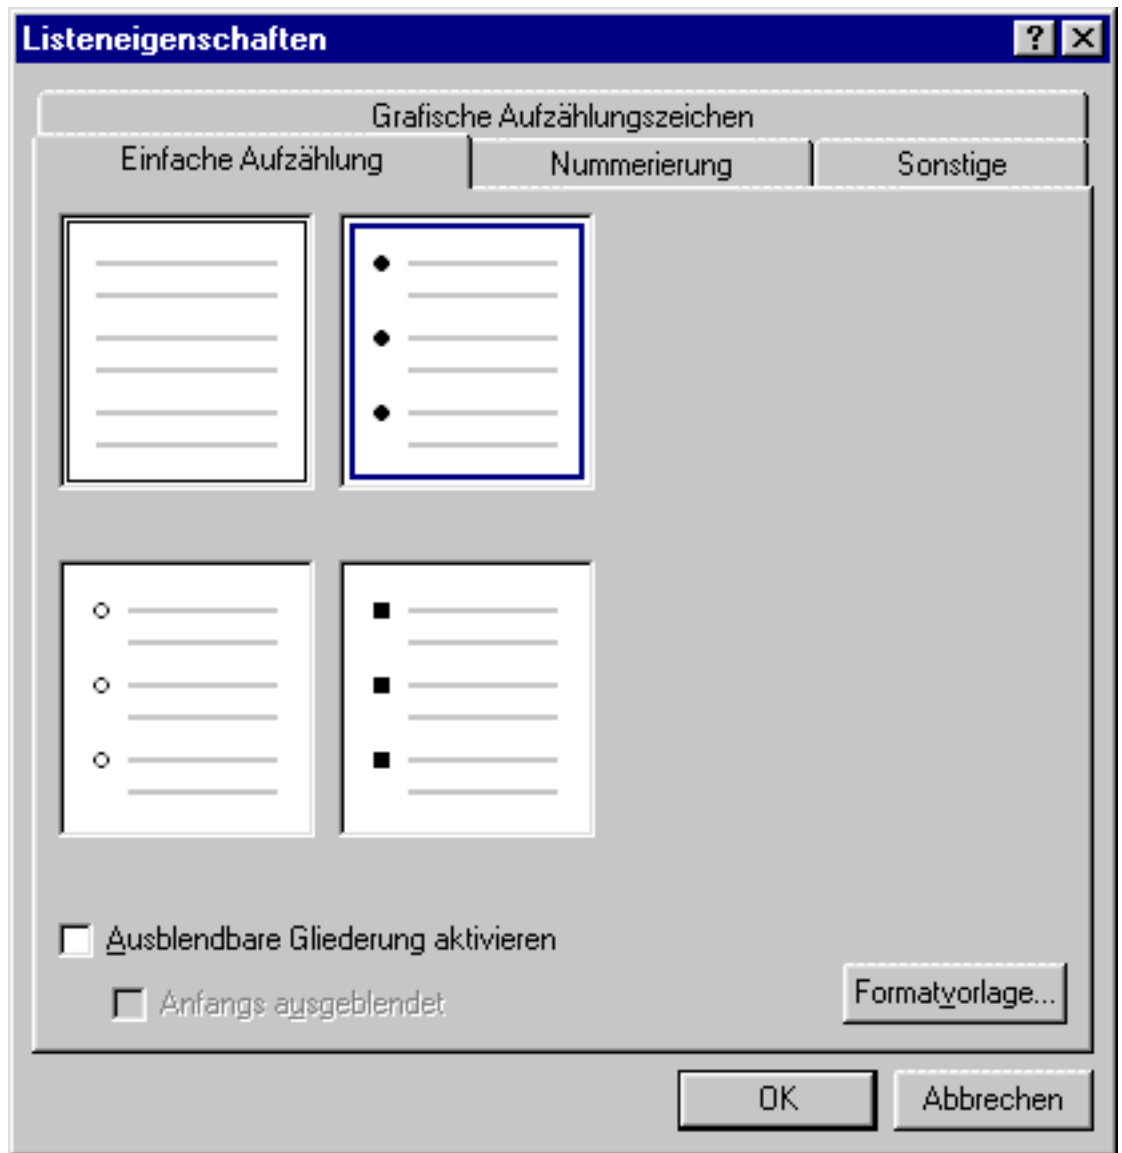 Listeneigenschaften
Grafische Aufzählungszeichen
Einfache Aufzählung
Nummerierung
Sonstige
Ausblendbare Gliederung aktivieren
Anfangs ausgeblendet
Formatvorlage...
OK
Abbrechen